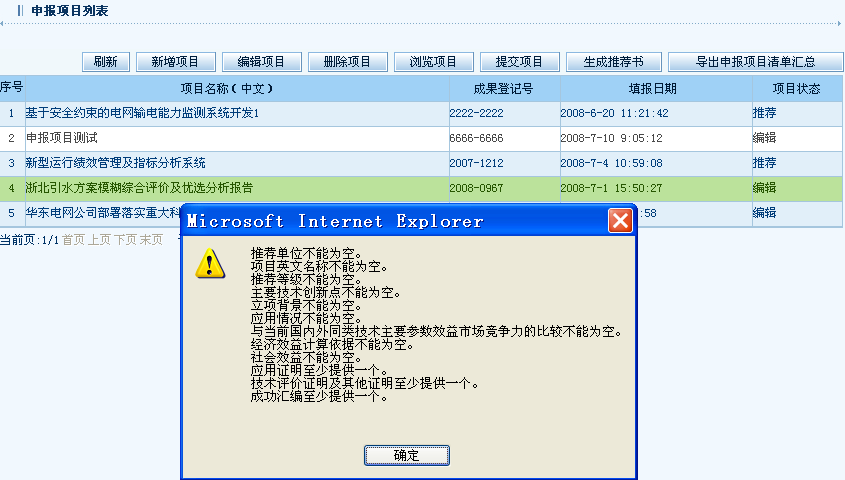 申报项目列表
刷新 新增项目 编辑项目 删除项目 浏览项目 提交项目 生成推荐书 导出申报项目清单汇总
序号 项目名称(中文) 成果登记号 填报日期 项目状态
1 基于安全约束的电网输电能力监测系统开发1 2222-2222 2008-6-20 11:21:42 推荐
2 申报项目测试 6666-6666 2008-7-10 9:05:12 编辑
3 新型运行绩效管理及指标分析系统 2007-1212 2008-7-4 10:59:08 推荐
4 浙北引水方案模糊综合评价及优选分析报告 2008-0967 2008-7-1 15:50:27 编辑
5 华东电网公司部署落实重大科 :58 编辑
当前页:1/1 首页 上页 下页 末页
Microsoft Internet Explorer
推荐单位不能为空。
项目英文名称不能为空。
推荐等级不能为空。
主要技术创新点不能为空。
立项背景不能为空。
应用情况不能为空。
与当前国内外同类技术主要参数效益市场竞争力的比较不能为空。
经济效益计算依据不能为空。
社会效益不能为空。
应用证明至少提供一个。
技术评价证明及其他证明至少提供一个。
成功汇编至少提供一个。
确定